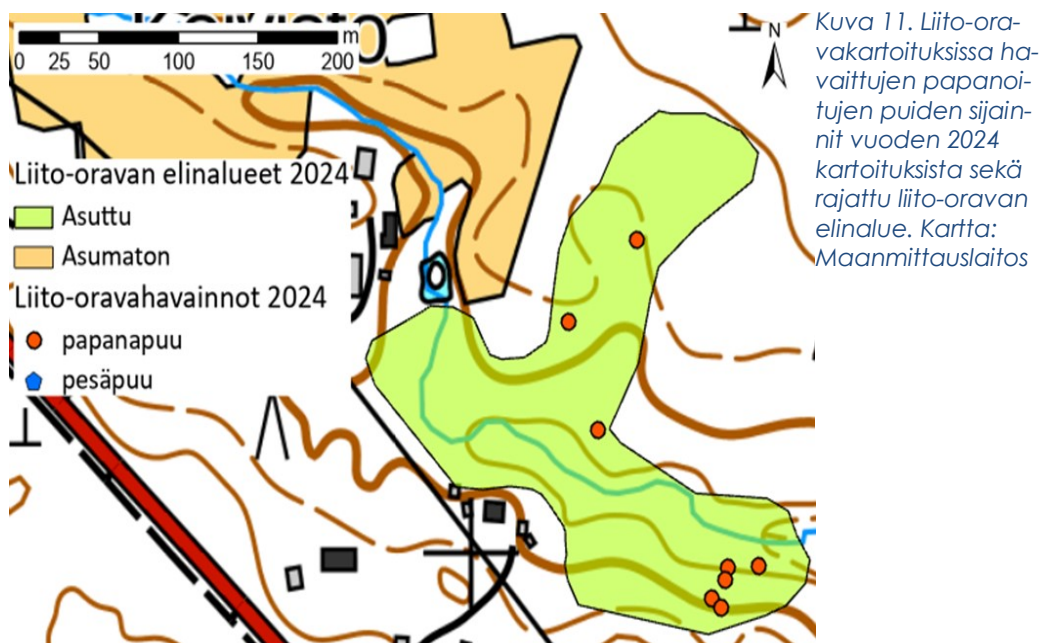 m
0 25 50 100 150 200
N
Liito-oravan elinalueet 2024
Asuttu
Asumaton
Liito-oravahavainnot 2024
papanapuu
pesäpuu
Kuva 11. Liito-ora-
vakartoituksissa ha-
vaittujen papanoi-
tujen puiden sijain-
nit vuoden 2024
kartoituksista sekä
rajattu liito-oravan
elinalue. Kartta:
Maanmittauslaitos